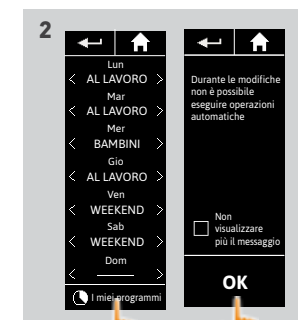 2
Lun
AL LAVORO
Mar
AL LAVORO
Mer
BAMBINI
Gio
AL LAVORO
Ven
WEEKEND
Sab
WEEKEND
Dom
I miei programmi
Durante le modifiche
non è possibile
eseguire operazioni
automatiche
Non
visualizzare
più il messaggio
OK